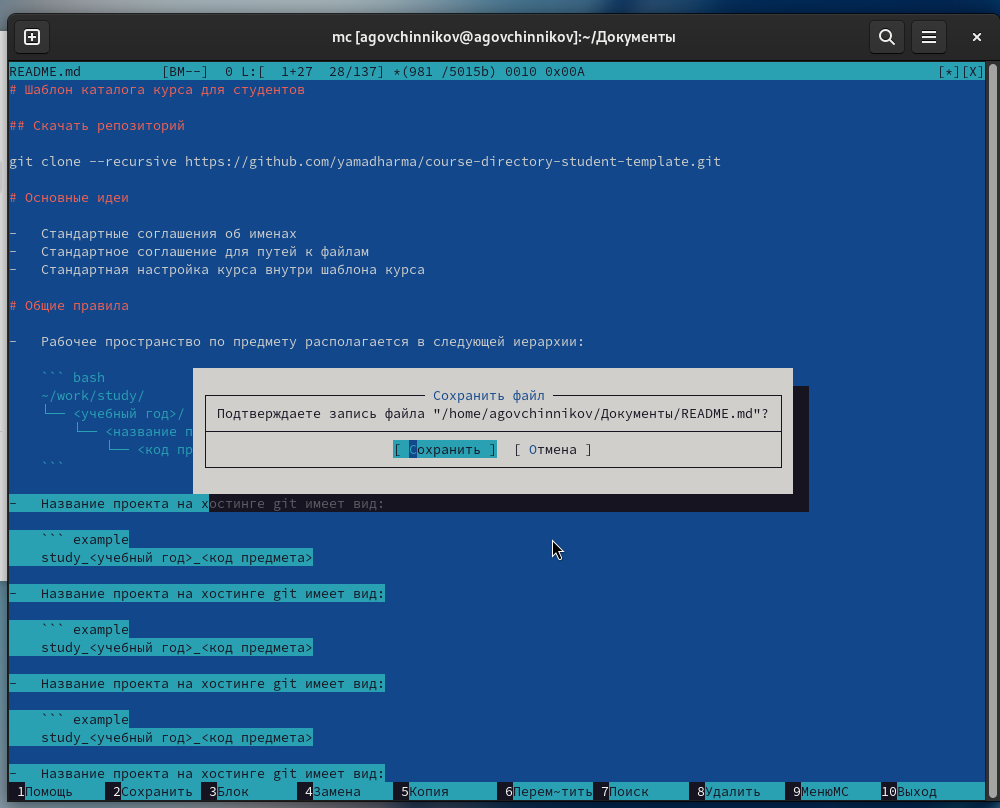 mc [agovchinnikov@agovchinnikov]:~/Документы
README.md          [BM--]  0 L:[  1+27  28/137] *(981 /5015b) 0010 0x00A                                            [*][X]
# Шаблон каталога курса для студентов
## Скачать репозиторий
git clone --recursive https://github.com/yamadharma/course-directory-student-template.git
# Основные идеи
-   Стандартные соглашения об именах
-   Стандартное соглашение для путей к файлам
-   Стандартная настройка курса внутри шаблона курса
# Общие правила
-   Рабочее пространство по предмету располагается в следующей иерархии:
    ``` bash
    ~/work/study/
    └── <учебный год>/
        └── <название п
            └── <код пр
    ```
Сохранить файл
Подтверждаете запись файла "/home/agovchinnikov/Документы/README.md"?
[ Сохранить ]  [ Отмена ]
-   Название проекта на хостинге git имеет вид:
    ``` example
    study_<учебный год>_<код предмета>
-   Название проекта на хостинге git имеет вид:
    ``` example
    study_<учебный год>_<код предмета>
-   Название проекта на хостинге git имеет вид:
    ``` example
    study_<учебный год>_<код предмета>
-   Название проекта на хостинге git имеет вид:
1Помощь 2Сохранить 3Блок 4Замена 5Копия 6Перем~тить 7Поиск 8Удалить 9МенюMC 10Выход